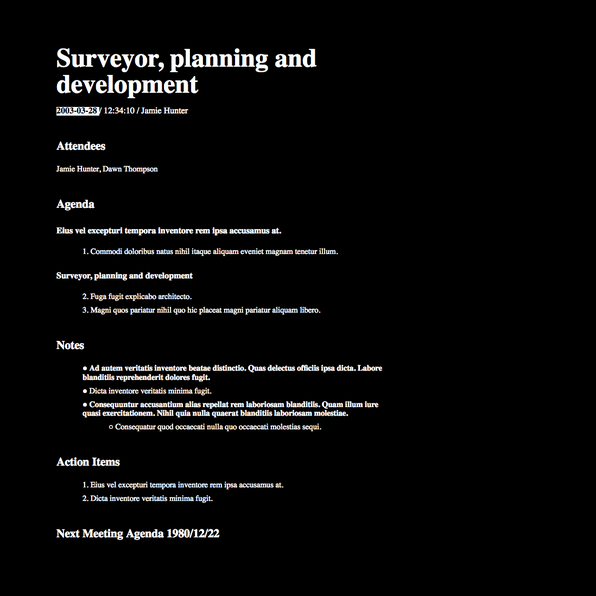 Surveyor, planning and
development
2003-03-28 / 12:34:10 / Jamie Hunter
Attendees
Jamie Hunter, Dawn Thompson
Agenda
Eius vel excepturi tempora inventore rem ipsa accusamus at.
1. Commodi doloribus natus nihil itaque aliquam eveniet magnam tenetur illum.
Surveyor, planning and development
2. Fuga fugit explicabo architecto.
3. Magni quos pariatur nihil quo hic placeat magni pariatur aliquam libero.
Notes
● Ad autem veritatis inventore beatae distinctio. Quas delectus officiis ipsa dicta. Labore
blanditiis reprehenderit dolores fugit.
● Dicta inventore veritatis minima fugit.
● Consequuntur accusantium alias repellat rem laboriosam blanditiis. Quam illum iure
quasi exercitationem. Nihil quia nulla quaerat blanditiis laboriosam molestiae.
○ Consequatur quod occaecati nulla quo occaecati molestias sequi.
Action Items
1. Eius vel excepturi tempora inventore rem ipsa accusamus at.
2. Dicta inventore veritatis minima fugit.
Next Meeting Agenda 1980/12/22